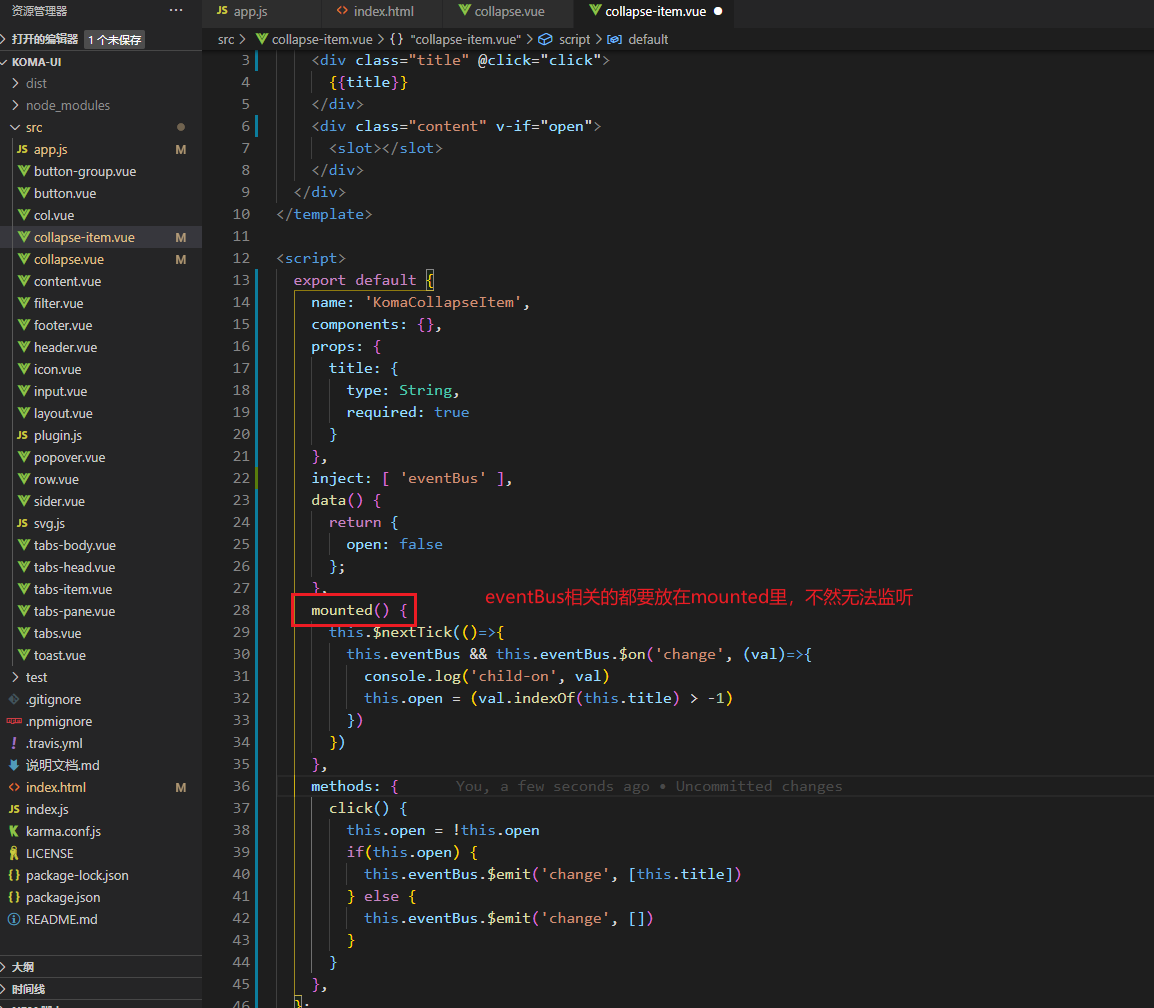 资源管理器 ···
打开的编辑器 1 个未保存
KOMA-UI
dist
node_modules
src
JS app.js M
button-group.vue
button.vue
col.vue
collapse-item.vue M
collapse.vue M
content.vue
filter.vue
footer.vue
header.vue
icon.vue
input.vue
layout.vue
JS plugin.js
popover.vue
row.vue
sider.vue
JS svg.js
tabs-body.vue
tabs-head.vue
tabs-item.vue
tabs-pane.vue
tabs.vue
toast.vue
test
.gitignore
.npmignore
.travis.yml
说明文档.md
index.html M
JS index.js
karma.conf.js
LICENSE
package-lock.json
package.json
README.md
大纲
时间线
JS app.js <> index.html collapse.vue collapse-item.vue ●
src > collapse-item.vue > {} "collapse-item.vue" > script > default
3 <div class="title" @click="click">
4 {{title}}
5 </div>
6 <div class="content" v-if="open">
7 <slot></slot>
8 </div>
9 </div>
10 </template>
11
12 <script>
13 export default {
14 name: 'KomaCollapseItem',
15 components: {},
16 props: {
17 title: {
18 type: String,
19 required: true
20 }
21 },
22 inject: [ 'eventBus' ],
23 data() {
24 return {
25 open: false
26 };
27 },
eventBus相关的都要放在mounted里，不然无法监听
28 mounted() {
29 this.$nextTick(()=>{
30 this.eventBus && this.eventBus.$on('change', (val)=>{
31 console.log('child-on', val)
32 this.open = (val.indexOf(this.title) > -1)
33 })
34 })
35 },
36 methods: { You, a few seconds ago • Uncommitted changes
37 click() {
38 this.open = !this.open
39 if(this.open) {
40 this.eventBus.$emit('change', [this.title])
41 } else {
42 this.eventBus.$emit('change', [])
43 }
44 }
45 },
46 };